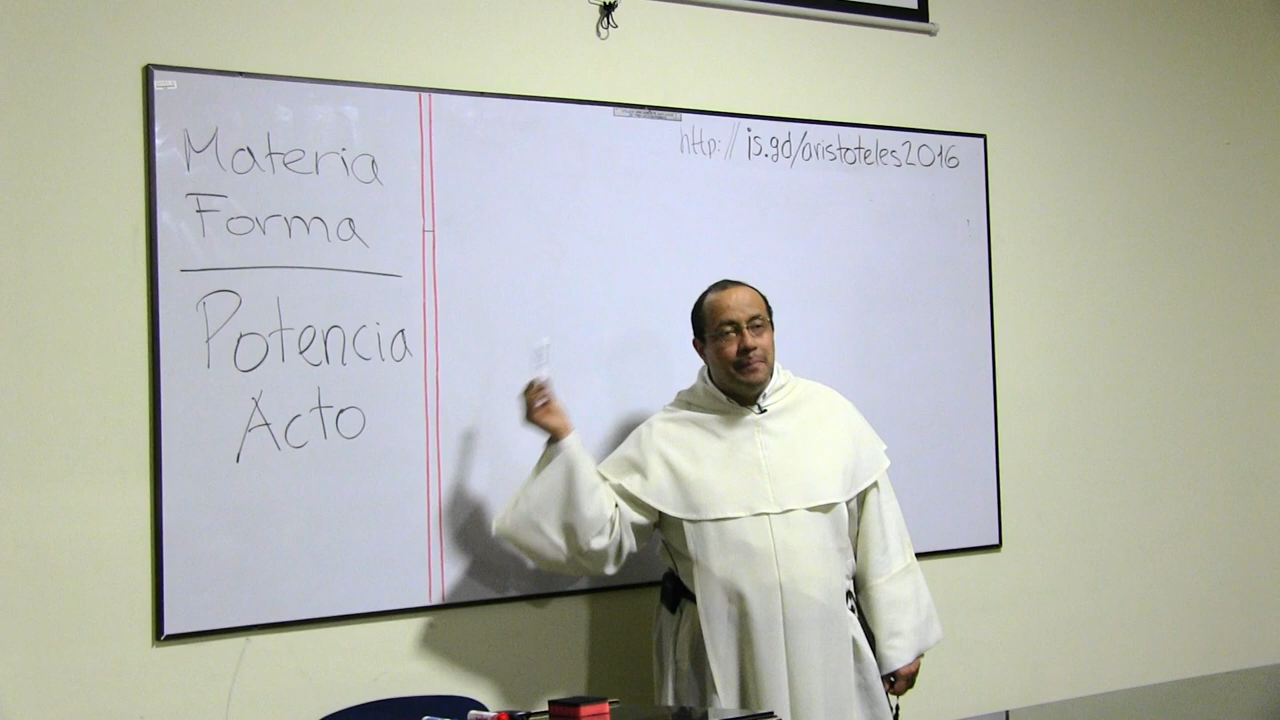 Materia
Forma
Potencia
Acto
http://is.gd/aristoteles2016